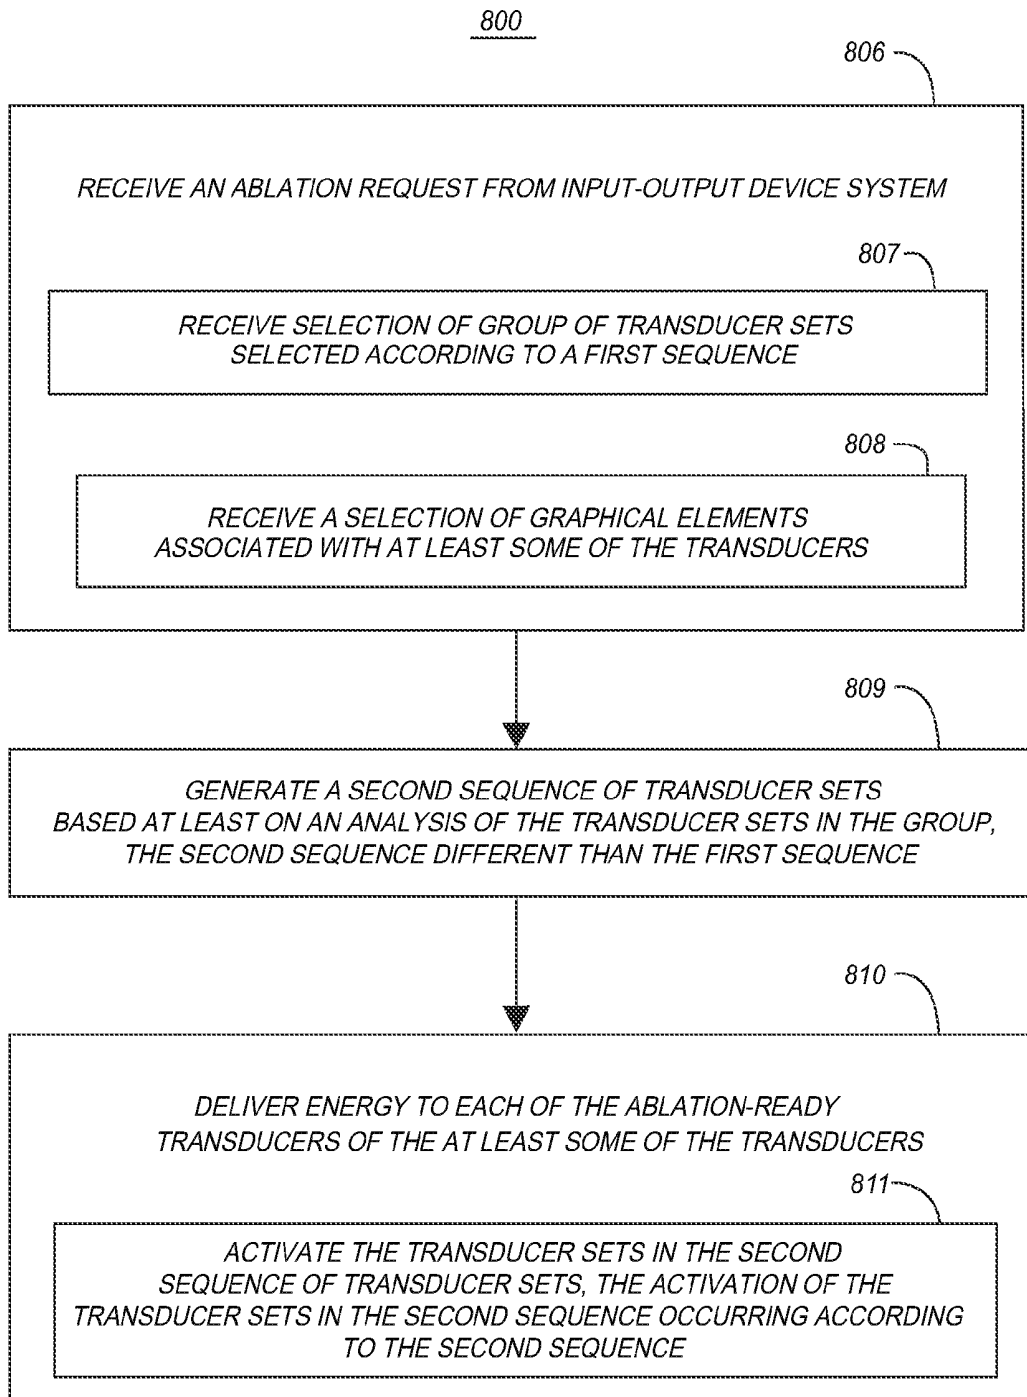 800
806
RECEIVE AN ABLATION REQUEST FROM INPUT-OUTPUT DEVICE SYSTEM
807
RECEIVE SELECTION OF GROUP OF TRANSDUCER SETS
SELECTED ACCORDING TO A FIRST SEQUENCE
808
RECEIVE A SELECTION OF GRAPHICAL ELEMENTS
ASSOCIATED WITH AT LEAST SOME OF THE TRANSDUCERS
809
GENERATE A SECOND SEQUENCE OF TRANSDUCER SETS
BASED AT LEAST ON AN ANALYSIS OF THE TRANSDUCER SETS IN THE GROUP,
THE SECOND SEQUENCE DIFFERENT THAN THE FIRST SEQUENCE
810
DELIVER ENERGY TO EACH OF THE ABLATION-READY
TRANSDUCERS OF THE AT LEAST SOME OF THE TRANSDUCERS
811
ACTIVATE THE TRANSDUCER SETS IN THE SECOND
SEQUENCE OF TRANSDUCER SETS, THE ACTIVATION OF THE
TRANSDUCER SETS IN THE SECOND SEQUENCE OCCURRING ACCORDING
TO THE SECOND SEQUENCE